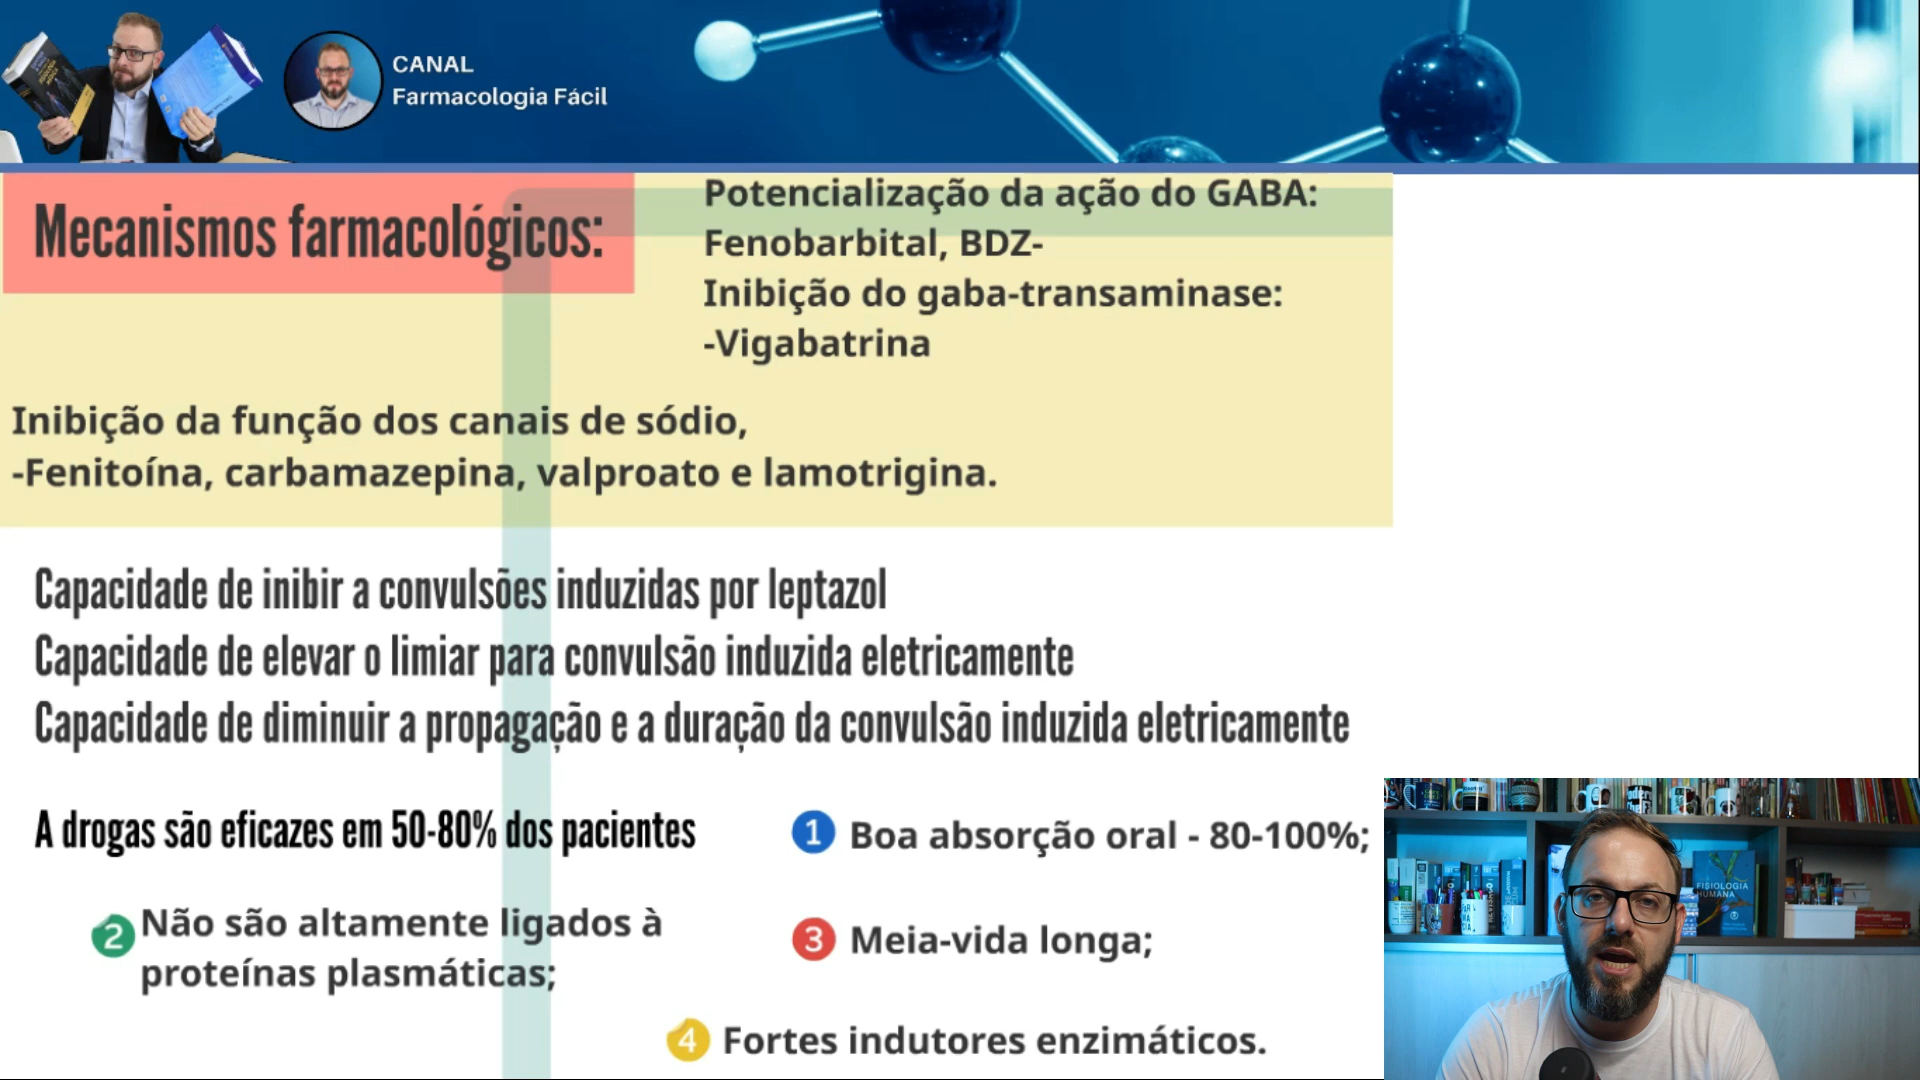 CANAL
Farmacologia Fácil
Mecanismos farmacológicos:
Potencialização da ação do GABA:
Fenobarbital, BDZ-
Inibição do gaba-transaminase:
-Vigabatrina
Inibição da função dos canais de sódio,
-Fenitoína, carbamazepina, valproato e lamotrigina.
Capacidade de inibir a convulsões induzidas por leptazol
Capacidade de elevar o limiar para convulsão induzida eletricamente
Capacidade de diminuir a propagação e a duração da convulsão induzida eletricamente
A drogas são eficazes em 50-80% dos pacientes
1 Boa absorção oral - 80-100%;
2 Não são altamente ligados à
proteínas plasmáticas;
3 Meia-vida longa;
4 Fortes indutores enzimáticos.
FISIOLOGIA
HUMANA